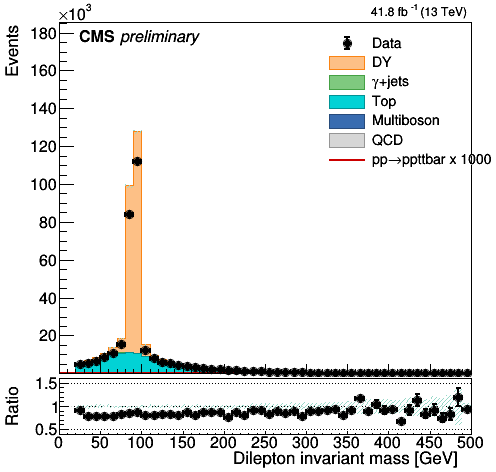 CMS preliminary
41.8 fb⁻¹ (13 TeV)
×10³
Events
180
160
140
120
100
80
60
40
20
Data
DY
γ+jets
Top
Multiboson
QCD
pp→ppttbar x 1000
Ratio
1.5
1
0.5
0 50 100 150 200 250 300 350 400 450 500
Dilepton invariant mass [GeV]